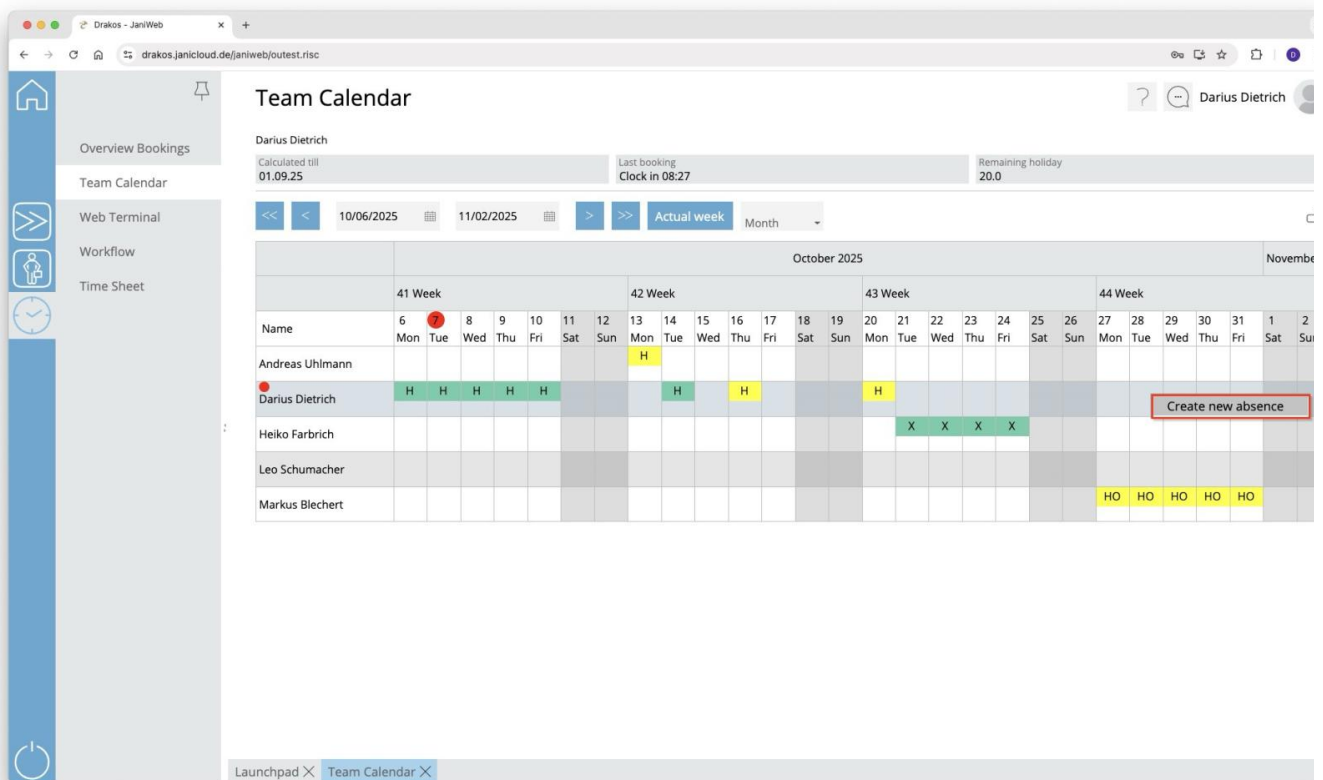 Drakos - JaniWeb
drakos.janicloud.de/janiweb/outest.risc
D
Team Calendar
Darius Dietrich
Overview Bookings
Team Calendar
Web Terminal
Workflow
Time Sheet
Darius Dietrich
Calculated till
01.09.25
Last booking
Clock in 08:27
Remaining holiday
20.0
<< < 10/06/2025 11/02/2025 > >> Actual week Month
October 2025 Novembe
41 Week 42 Week 43 Week 44 Week
Name
6 7 8 9 10 11 12 13 14 15 16 17 18 19 20 21 22 23 24 25 26 27 28 29 30 31 1 2
Mon Tue Wed Thu Fri Sat Sun Mon Tue Wed Thu Fri Sat Sun Mon Tue Wed Thu Fri Sat Sun Mon Tue Wed Thu Fri Sat Su
Andreas Uhlmann H
Darius Dietrich H H H H H H H H
Create new absence
Heiko Farbrich X X X X
Leo Schumacher
Markus Blechert HO HO HO HO HO
Launchpad Team Calendar